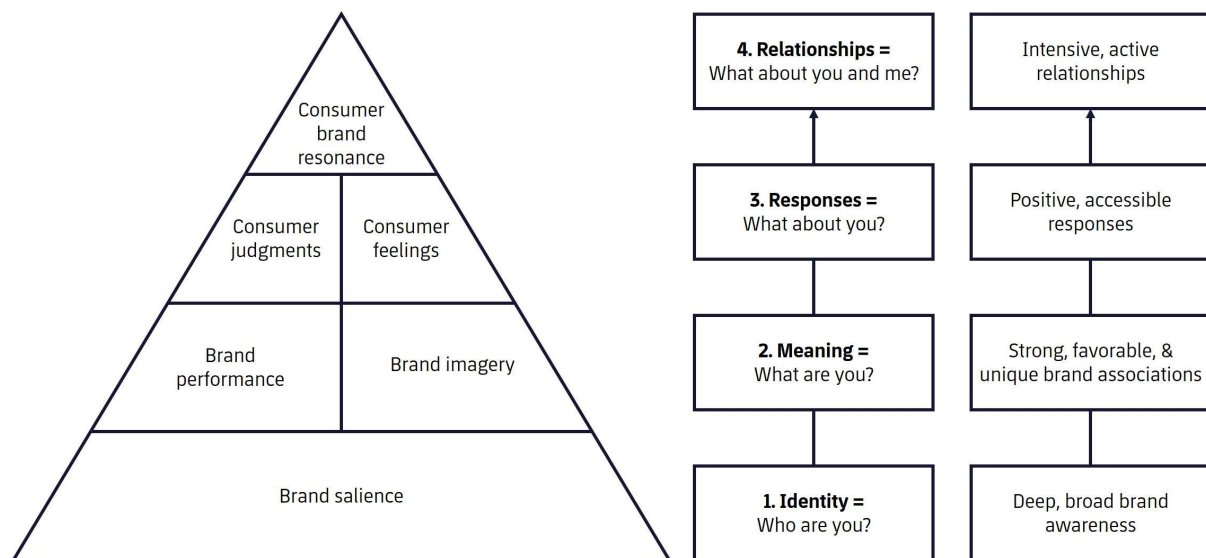 Consumer
brand
resonance
Consumer
judgments
Consumer
feelings
Brand
performance
Brand imagery
Brand salience
4. Relationships =
What about you and me?
3. Responses =
What about you?
2. Meaning =
What are you?
1. Identity =
Who are you?
Intensive, active
relationships
Positive, accessible
responses
Strong, favorable, &
unique brand associations
Deep, broad brand
awareness